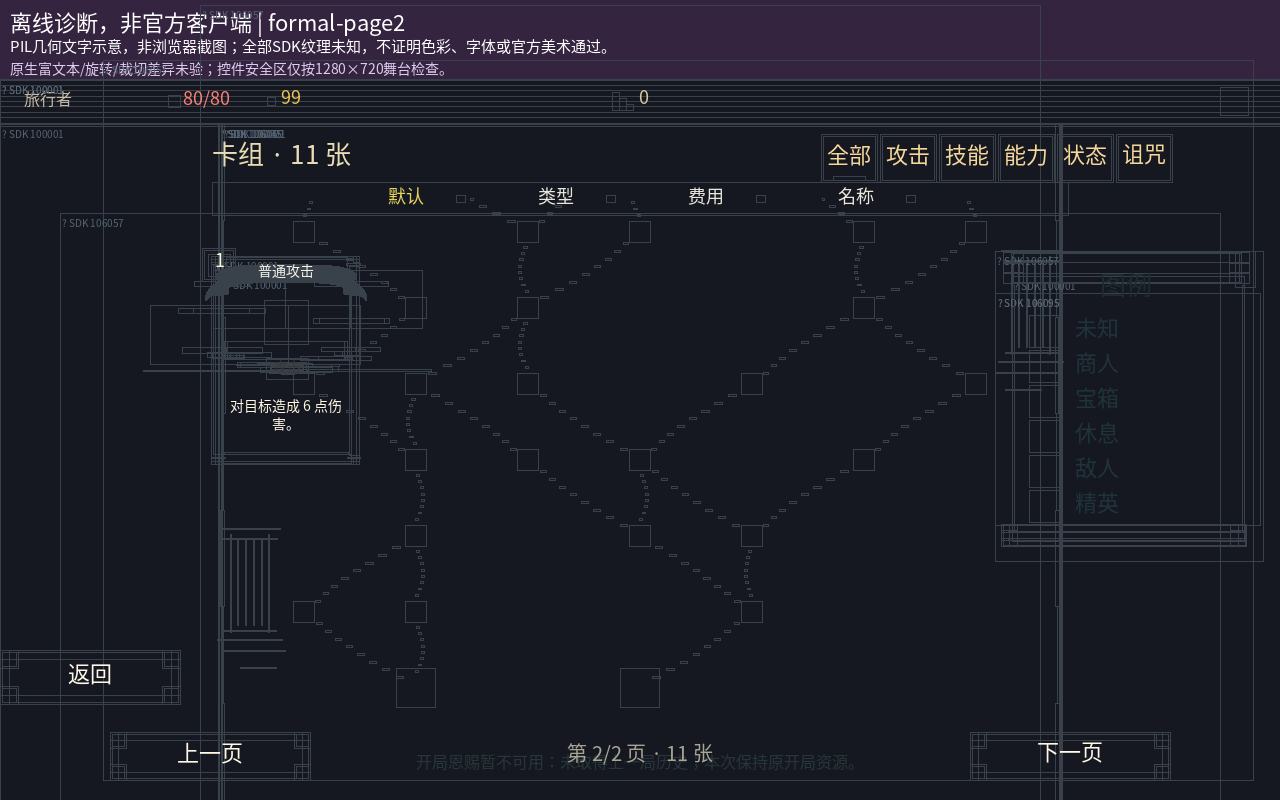 离线诊断，非官方客户端 | formal-page2
PIL几何文字示意，非浏览器截图；全部SDK纹理未知，不证明色彩、字体或官方美术通过。
原生富文本/旋转/裁切差异未验；控件安全区仅按1280×720舞台检查。
? SDK 100001
旅行者
80/80
99
0
? SDK 100001
卡组 · 11 张
全部
攻击
技能
能力
状态
诅咒
默认
类型
费用
名称
? SDK 106057
1
普通攻击
对目标造成 6 点伤
害。
? SDK 106057
? SDK 100001
图例
? SDK 106095
未知
商人
宝箱
休息
敌人
精英
返回
上一页
第 2/2 页 · 11 张
下一页